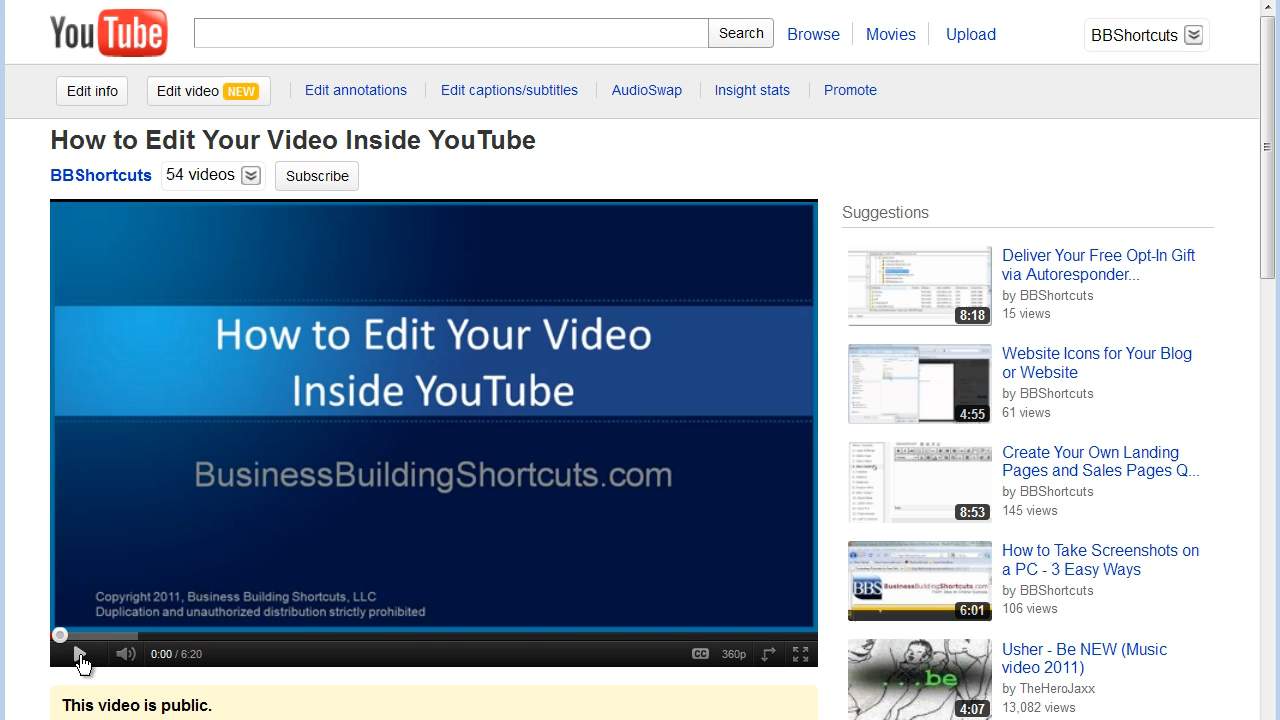 YouTube
Search
Browse
Movies
Upload
BBShortcuts
Edit info
Edit video NEW
Edit annotations
Edit captions/subtitles
AudioSwap
Insight stats
Promote
How to Edit Your Video Inside YouTube
BBShortcuts
54 videos
Subscribe
How to Edit Your Video
Inside YouTube
BusinessBuildingShortcuts.com
Copyright 2011, Business Building Shortcuts, LLC
Duplication and unauthorized distribution strictly prohibited
0:00 / 6:20
CC
360p
This video is public.
Suggestions
8:18
Deliver Your Free Opt-In Gift
via Autoresponder...
by BBShortcuts
15 views
4:55
Website Icons for Your Blog
or Website
by BBShortcuts
61 views
8:53
Create Your Own Landing
Pages and Sales Pages Q...
by BBShortcuts
146 views
BBS BusinessBuildingShortcuts.com
6:01
How to Take Screenshots on
a PC - 3 Easy Ways
by BBShortcuts
106 views
...be
4:07
Usher - Be NEW (Music
video 2011)
by TheHeroJaxx
13,082 views